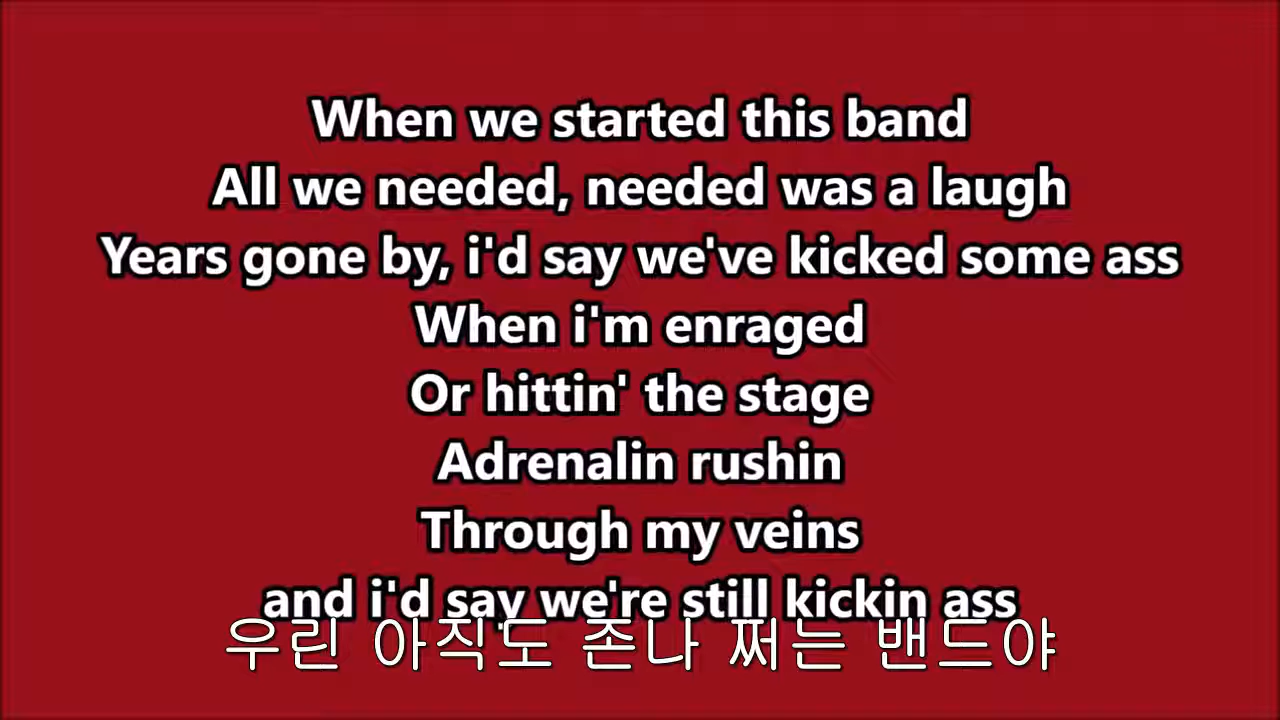 When we started this band
All we needed, needed was a laugh
Years gone by, i'd say we've kicked some ass
When i'm enraged
Or hittin' the stage
Adrenalin rushin
Through my veins
and i'd say we're still kickin ass
우린 아직도 존나 쩌는 밴드야